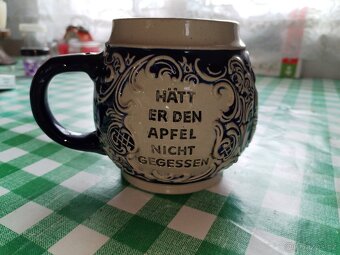 HÄTT
ER DEN
APFEL
NICHT
GEGESSEN